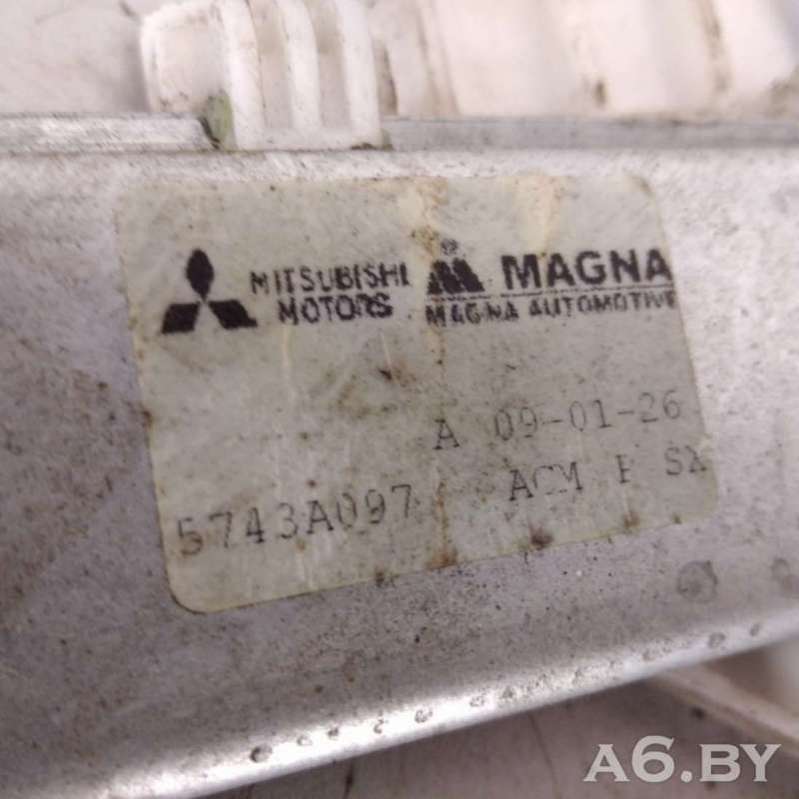 MITSUBISHI
MOTORS
® MAGNA
MAGNA AUTOMOTIVE
A 09-01-26
5743A097 ACM SX
A6.BY